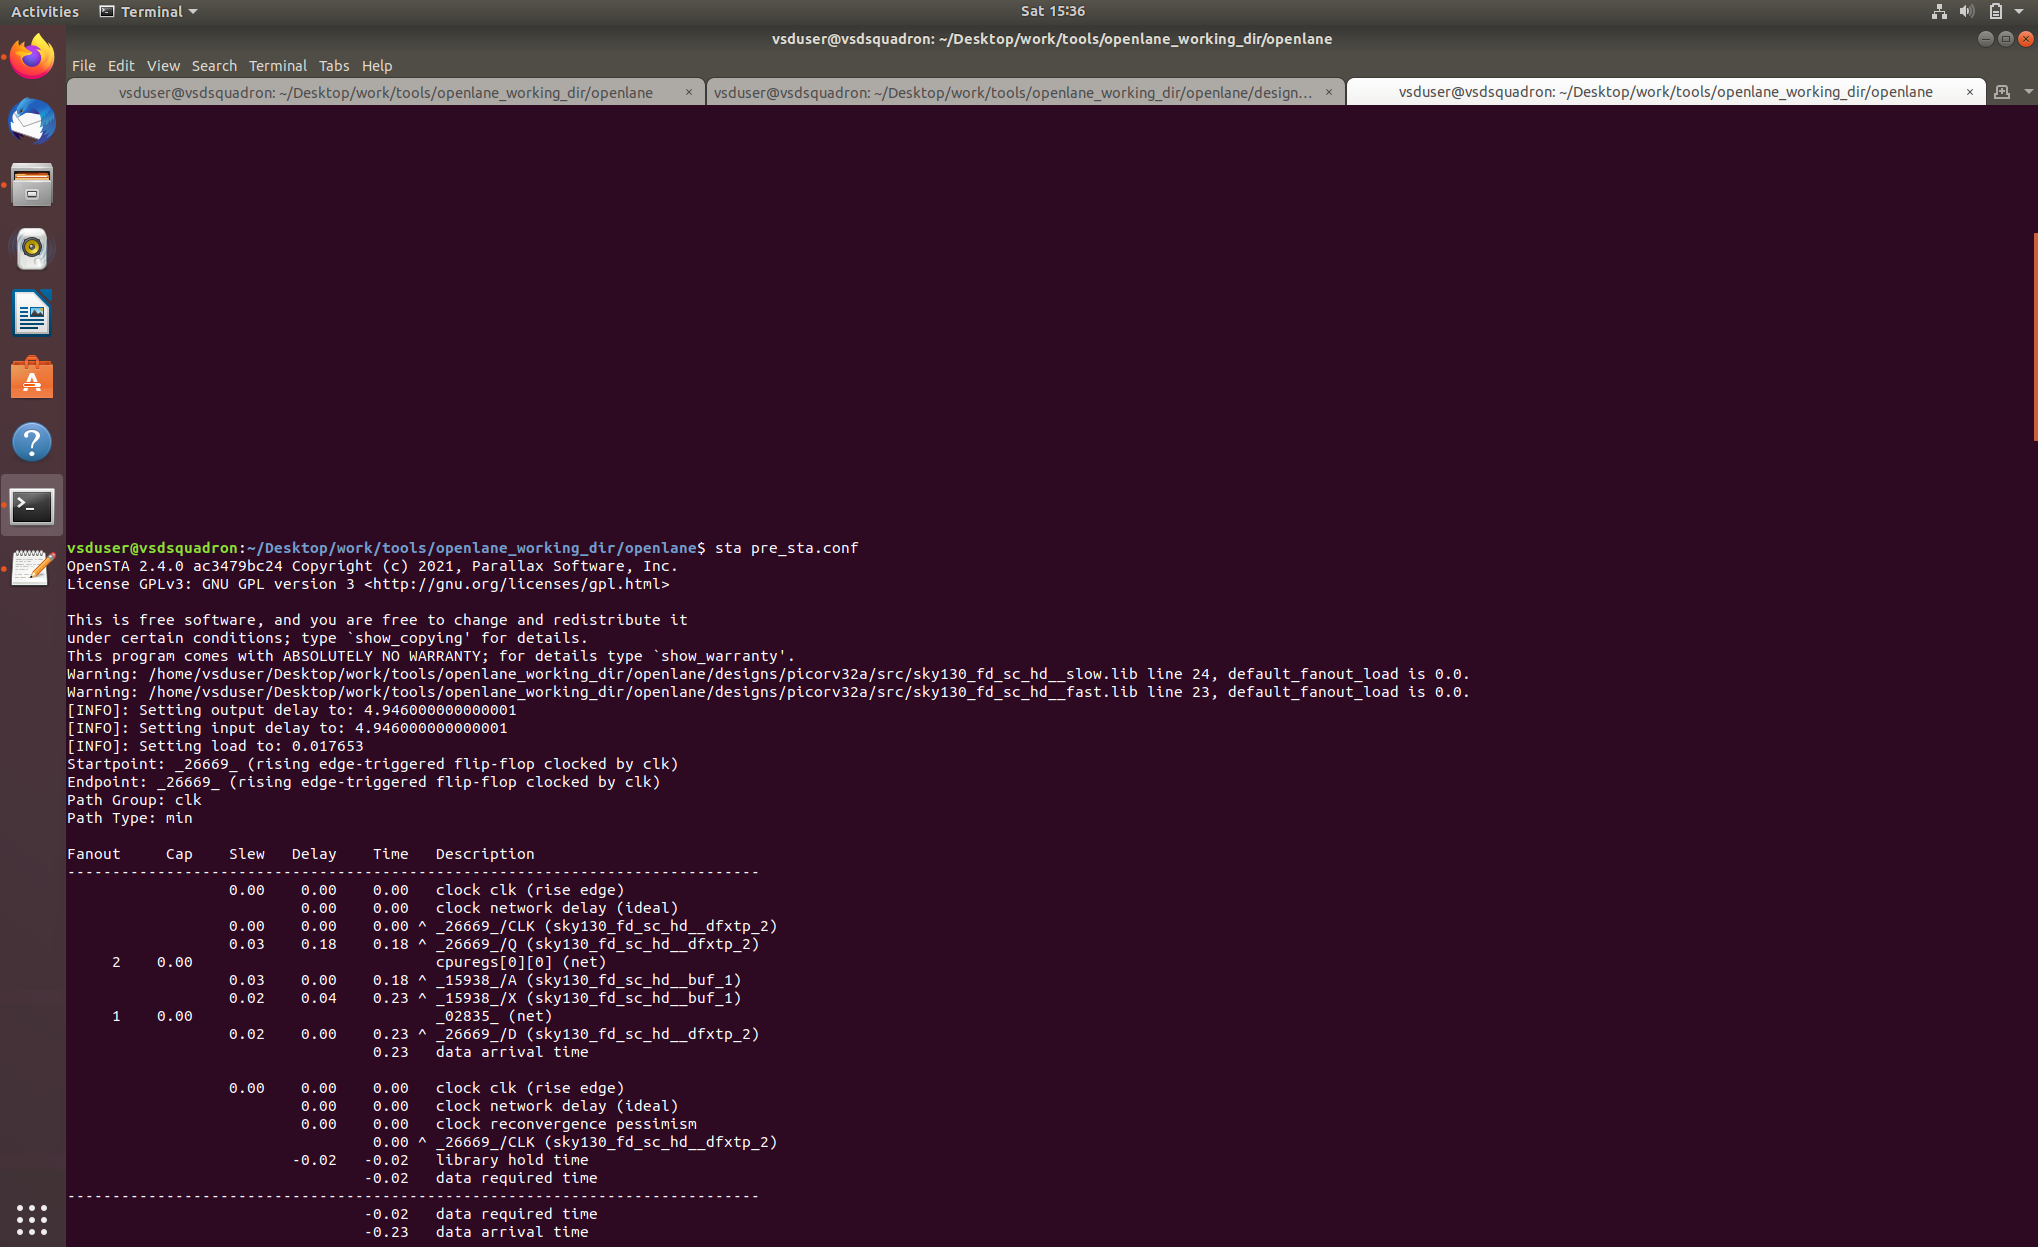 Activities Terminal Sat 15:36
vsduser@vsdsquadron: ~/Desktop/work/tools/openlane_working_dir/openlane
File Edit View Search Terminal Tabs Help
vsduser@vsdsquadron: ~/Desktop/work/tools/openlane_working_dir/openlane × vsduser@vsdsquadron: ~/Desktop/work/tools/openlane_working_dir/openlane/design... × vsduser@vsdsquadron: ~/Desktop/work/tools/openlane_working_dir/openlane ×
vsduser@vsdsquadron:~/Desktop/work/tools/openlane_working_dir/openlane$ sta pre_sta.conf
OpenSTA 2.4.0 ac3479bc24 Copyright (c) 2021, Parallax Software, Inc.
License GPLv3: GNU GPL version 3 <http://gnu.org/licenses/gpl.html>
This is free software, and you are free to change and redistribute it
under certain conditions; type `show_copying' for details.
This program comes with ABSOLUTELY NO WARRANTY; for details type `show_warranty'.
Warning: /home/vsduser/Desktop/work/tools/openlane_working_dir/openlane/designs/picorv32a/src/sky130_fd_sc_hd__slow.lib line 24, default_fanout_load is 0.0.
Warning: /home/vsduser/Desktop/work/tools/openlane_working_dir/openlane/designs/picorv32a/src/sky130_fd_sc_hd__fast.lib line 23, default_fanout_load is 0.0.
[INFO]: Setting output delay to: 4.946000000000001
[INFO]: Setting input delay to: 4.946000000000001
[INFO]: Setting load to: 0.017653
Startpoint: _26669_ (rising edge-triggered flip-flop clocked by clk)
Endpoint: _26669_ (rising edge-triggered flip-flop clocked by clk)
Path Group: clk
Path Type: min
Fanout     Cap    Slew   Delay    Time   Description
-----------------------------------------------------------------------------
0.00    0.00    0.00   clock clk (rise edge)
0.00    0.00   clock network delay (ideal)
0.00    0.00    0.00 ^ _26669_/CLK (sky130_fd_sc_hd__dfxtp_2)
0.03    0.18    0.18 ^ _26669_/Q (sky130_fd_sc_hd__dfxtp_2)
2    0.00    cpuregs[0][0] (net)
0.03    0.00    0.18 ^ _15938_/A (sky130_fd_sc_hd__buf_1)
0.02    0.04    0.23 ^ _15938_/X (sky130_fd_sc_hd__buf_1)
1    0.00    _02835_ (net)
0.02    0.00    0.23 ^ _26669_/D (sky130_fd_sc_hd__dfxtp_2)
0.23   data arrival time
0.00    0.00    0.00   clock clk (rise edge)
0.00    0.00   clock network delay (ideal)
0.00    0.00   clock reconvergence pessimism
0.00 ^ _26669_/CLK (sky130_fd_sc_hd__dfxtp_2)
-0.02   -0.02   library hold time
-0.02   data required time
-----------------------------------------------------------------------------
-0.02   data required time
-0.23   data arrival time